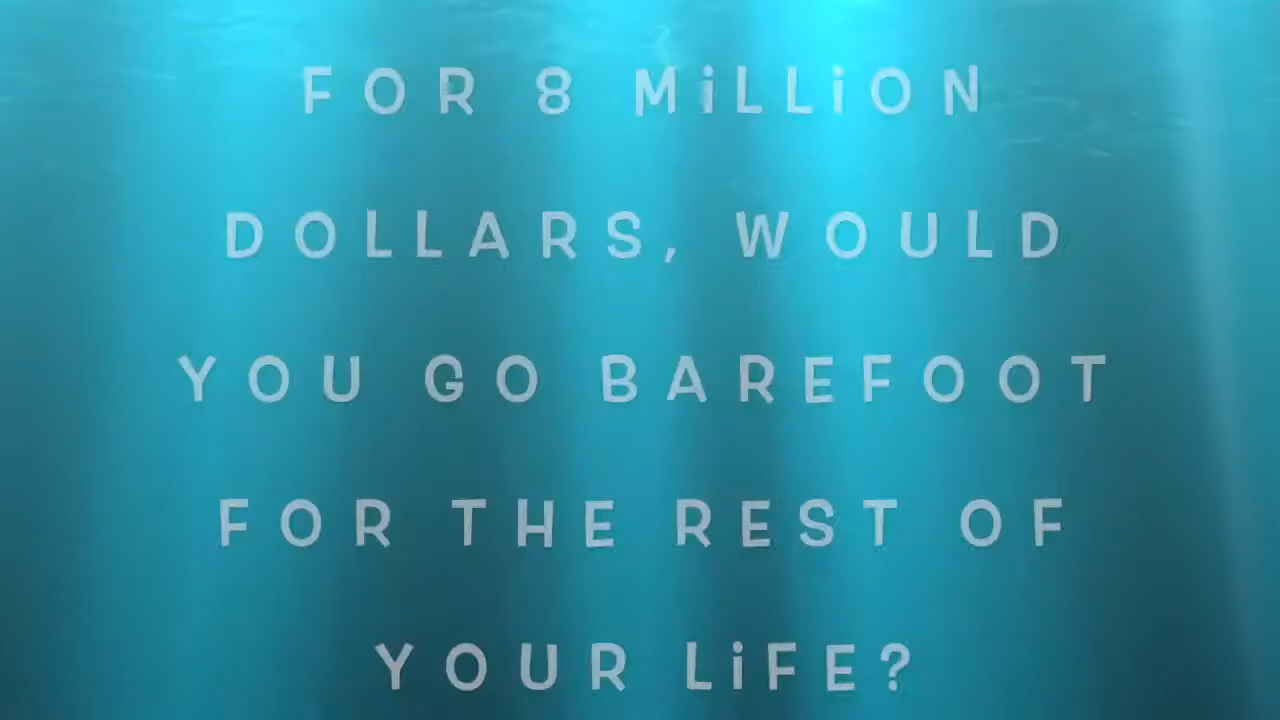 FOR 8 MiLLiON
DOLLARS, WOULD
YOU GO BAREFOOT
FOR THE REST OF
YOUR LiFE?